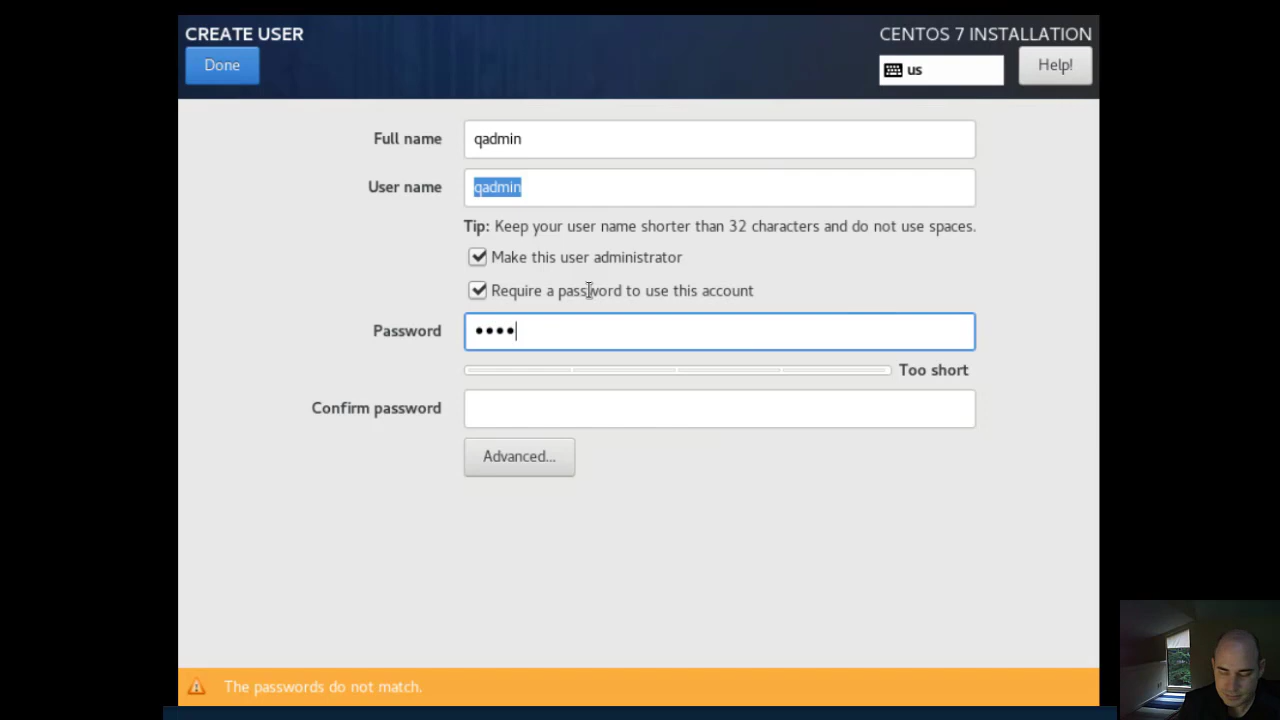 CREATE USER
CENTOS 7 INSTALLATION
Done
us
Help!
Full name
qadmin
User name
qadmin
Tip: Keep your user name shorter than 32 characters and do not use spaces.
Make this user administrator
Require a password to use this account
Password
••••
Too short
Confirm password
Advanced...
The passwords do not match.